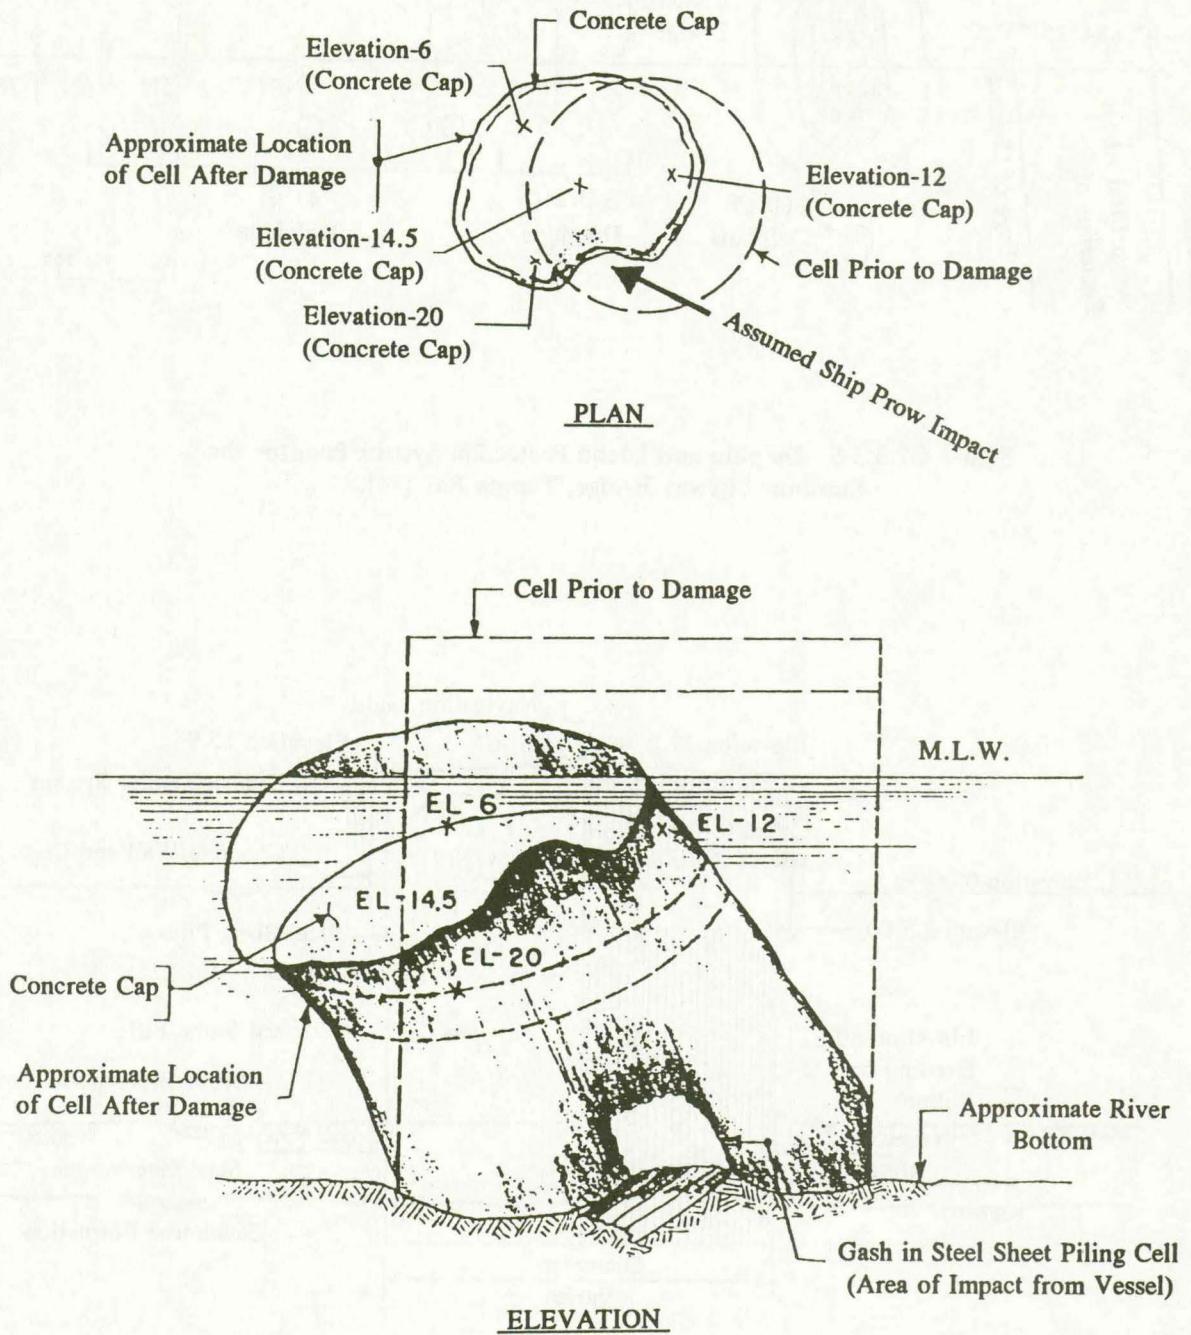 Concrete Cap
Elevation-6
(Concrete Cap)
Approximate Location
of Cell After Damage
Elevation-12
(Concrete Cap)
Elevation-14.5
(Concrete Cap)
Cell Prior to Damage
Elevation-20
(Concrete Cap)
Assumed Ship Prow Impact
PLAN
Cell Prior to Damage
M.L.W.
EL-6
EL-12
EL-14.5
EL-20
Concrete Cap
Approximate Location
of Cell After Damage
Approximate River
Bottom
Gash in Steel Sheet Piling Cell
(Area of Impact from Vessel)
ELEVATION